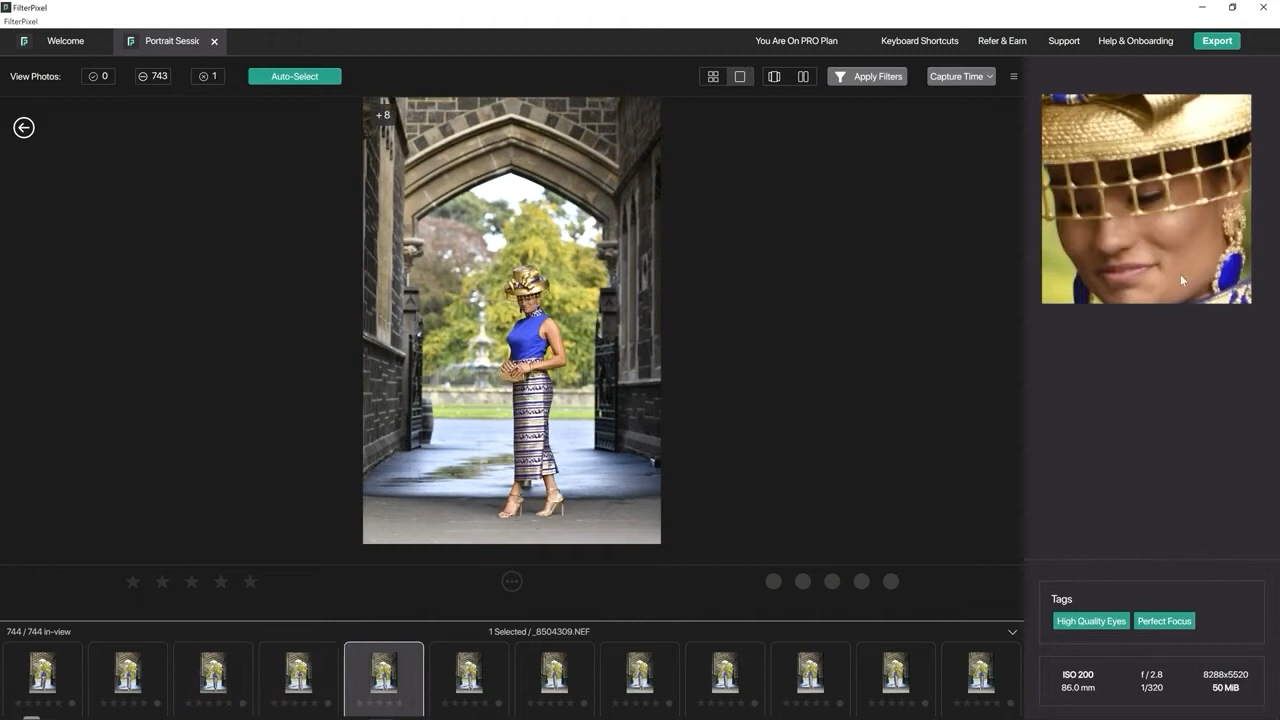 FilterPixel
FilterPixel
Welcome
Portrait Sessic
You Are On PRO Plan
Keyboard Shortcuts
Refer & Earn
Support
Help & Onboarding
Export
View Photos:
0
743
1
Auto-Select
Apply Filters
Capture Time
+ 8
Tags
High Quality Eyes
Perfect Focus
744 / 744 in-view
1 Selected / _8504309.NEF
ISO 200
f / 2.8
8288x5520
86.0 mm
1/320
50 MiB